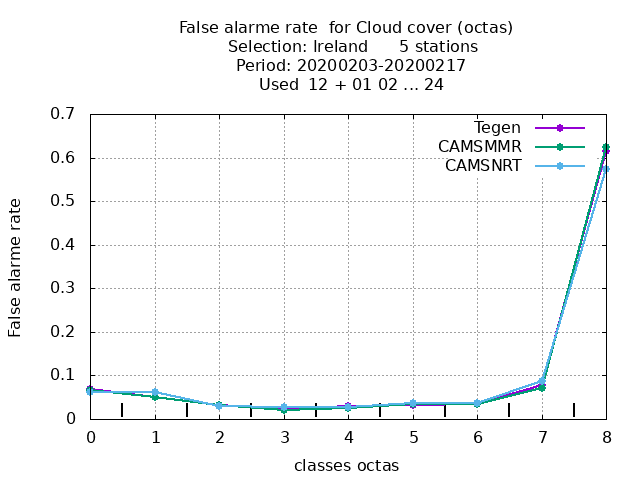 False alarme rate  for Cloud cover (octas)
Selection: Ireland      5 stations
Period: 20200203-20200217
Used  12 + 01 02 ... 24
Tegen
CAMSMMR
CAMSNRT
False alarme rate
0.7
0.6
0.5
0.4
0.3
0.2
0.1
0
0 1 2 3 4 5 6 7 8
classes octas